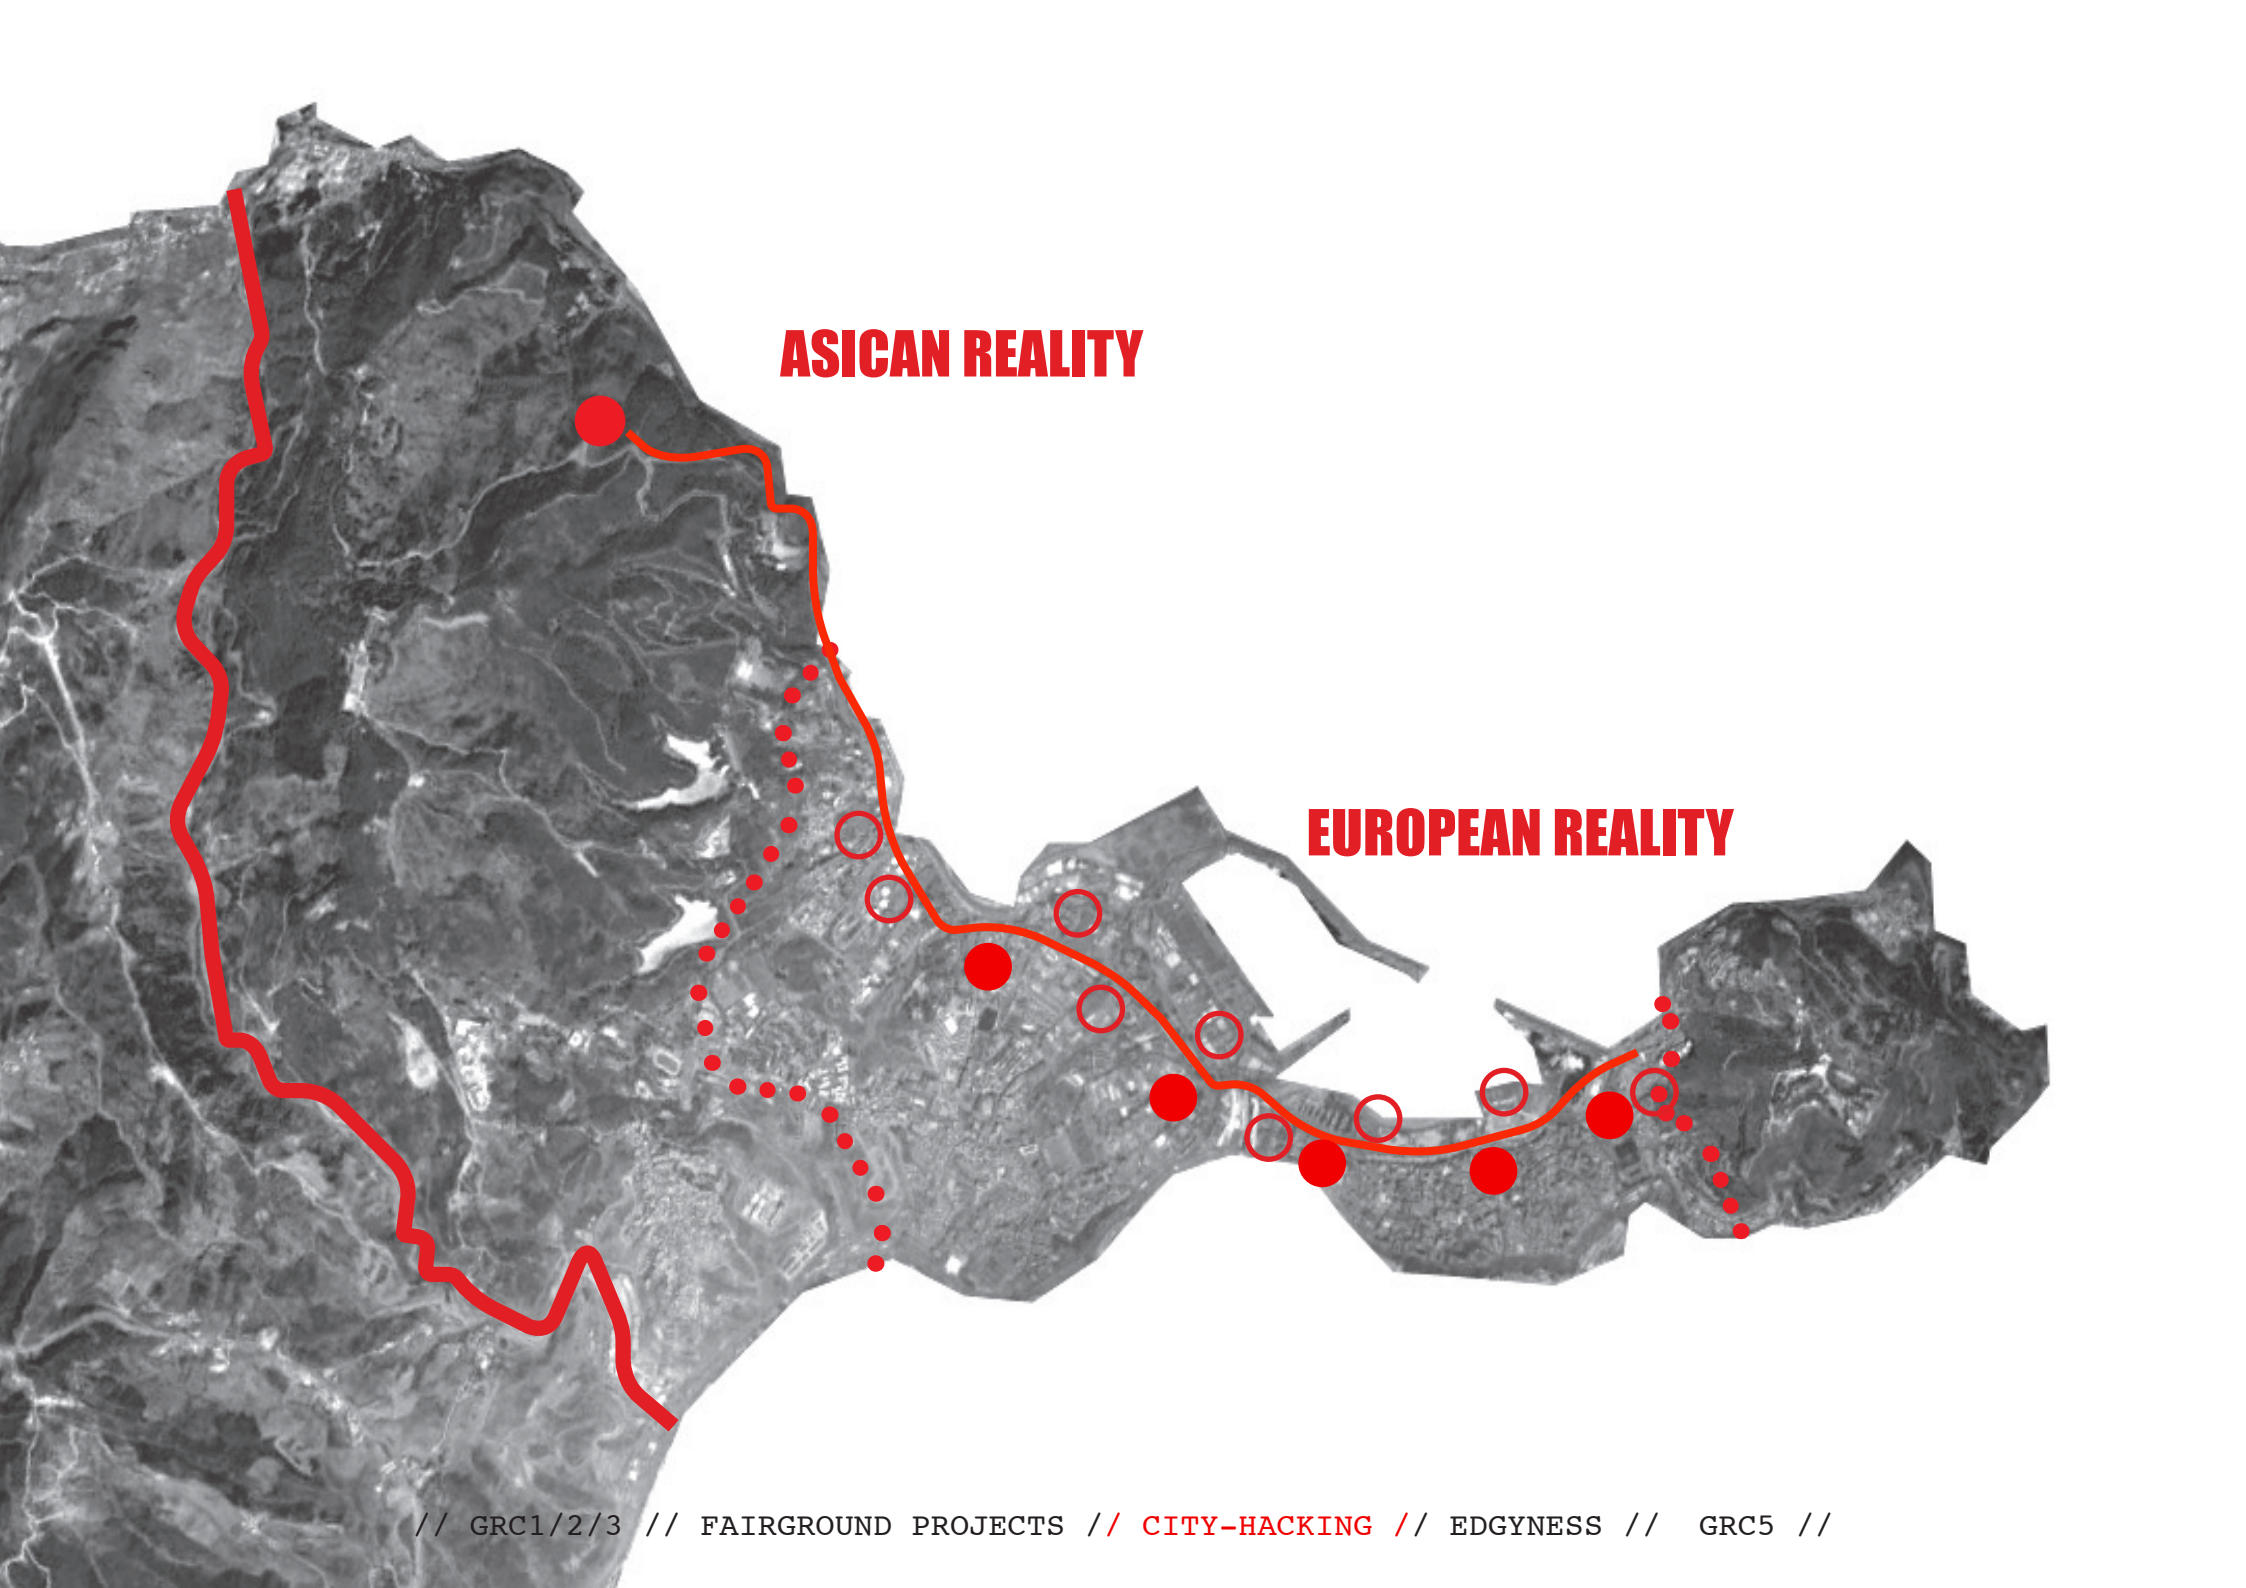 ASICAN REALITY
EUROPEAN REALITY
// GRC1/2/3 // FAIRGROUND PROJECTS // CITY-HACKING // EDGYNESS // GRC5 //